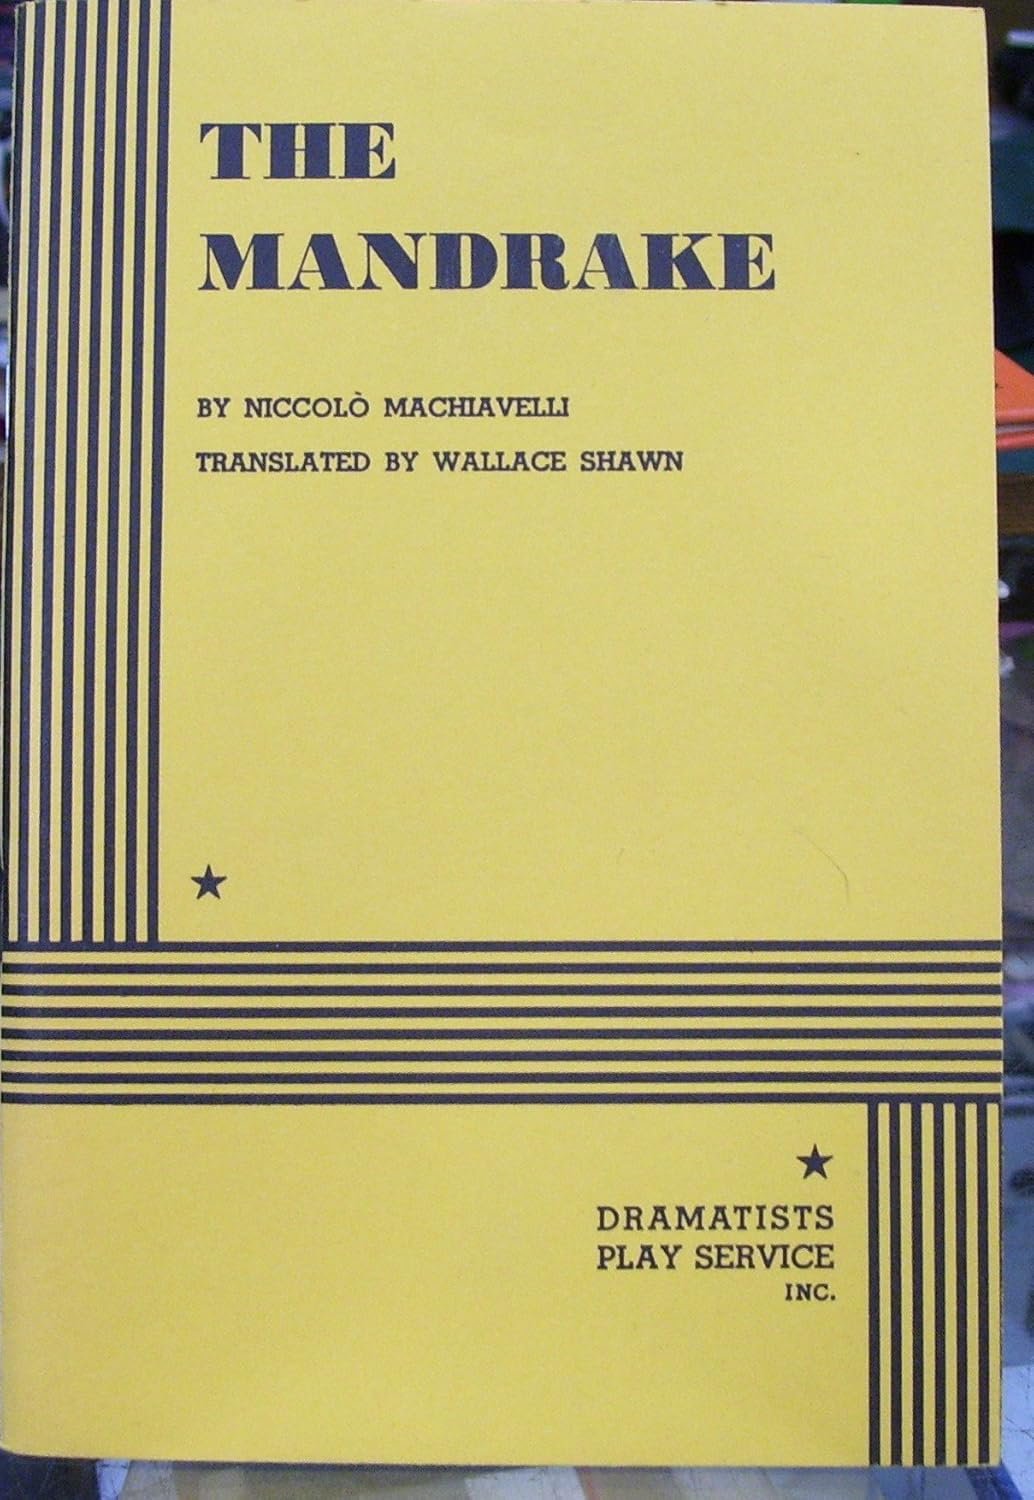 THE
MANDRAKE
BY NICCOLÒ MACHIAVELLI
TRANSLATED BY WALLACE SHAWN
DRAMATISTS
PLAY SERVICE
INC.